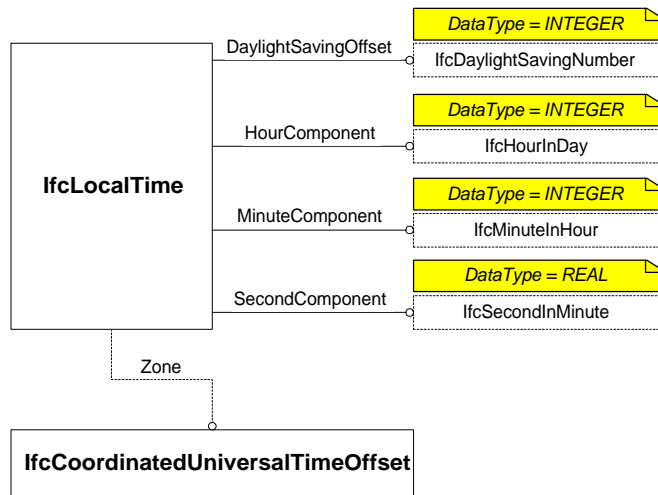 DataType = INTEGER
DaylightSavingOffset
IfcDaylightSavingNumber
DataType = INTEGER
HourComponent
IfcHourInDay
IfcLocalTime
DataType = INTEGER
MinuteComponent
IfcMinuteInHour
DataType = REAL
SecondComponent
IfcSecondInMinute
Zone
IfcCoordinatedUniversalTimeOffset